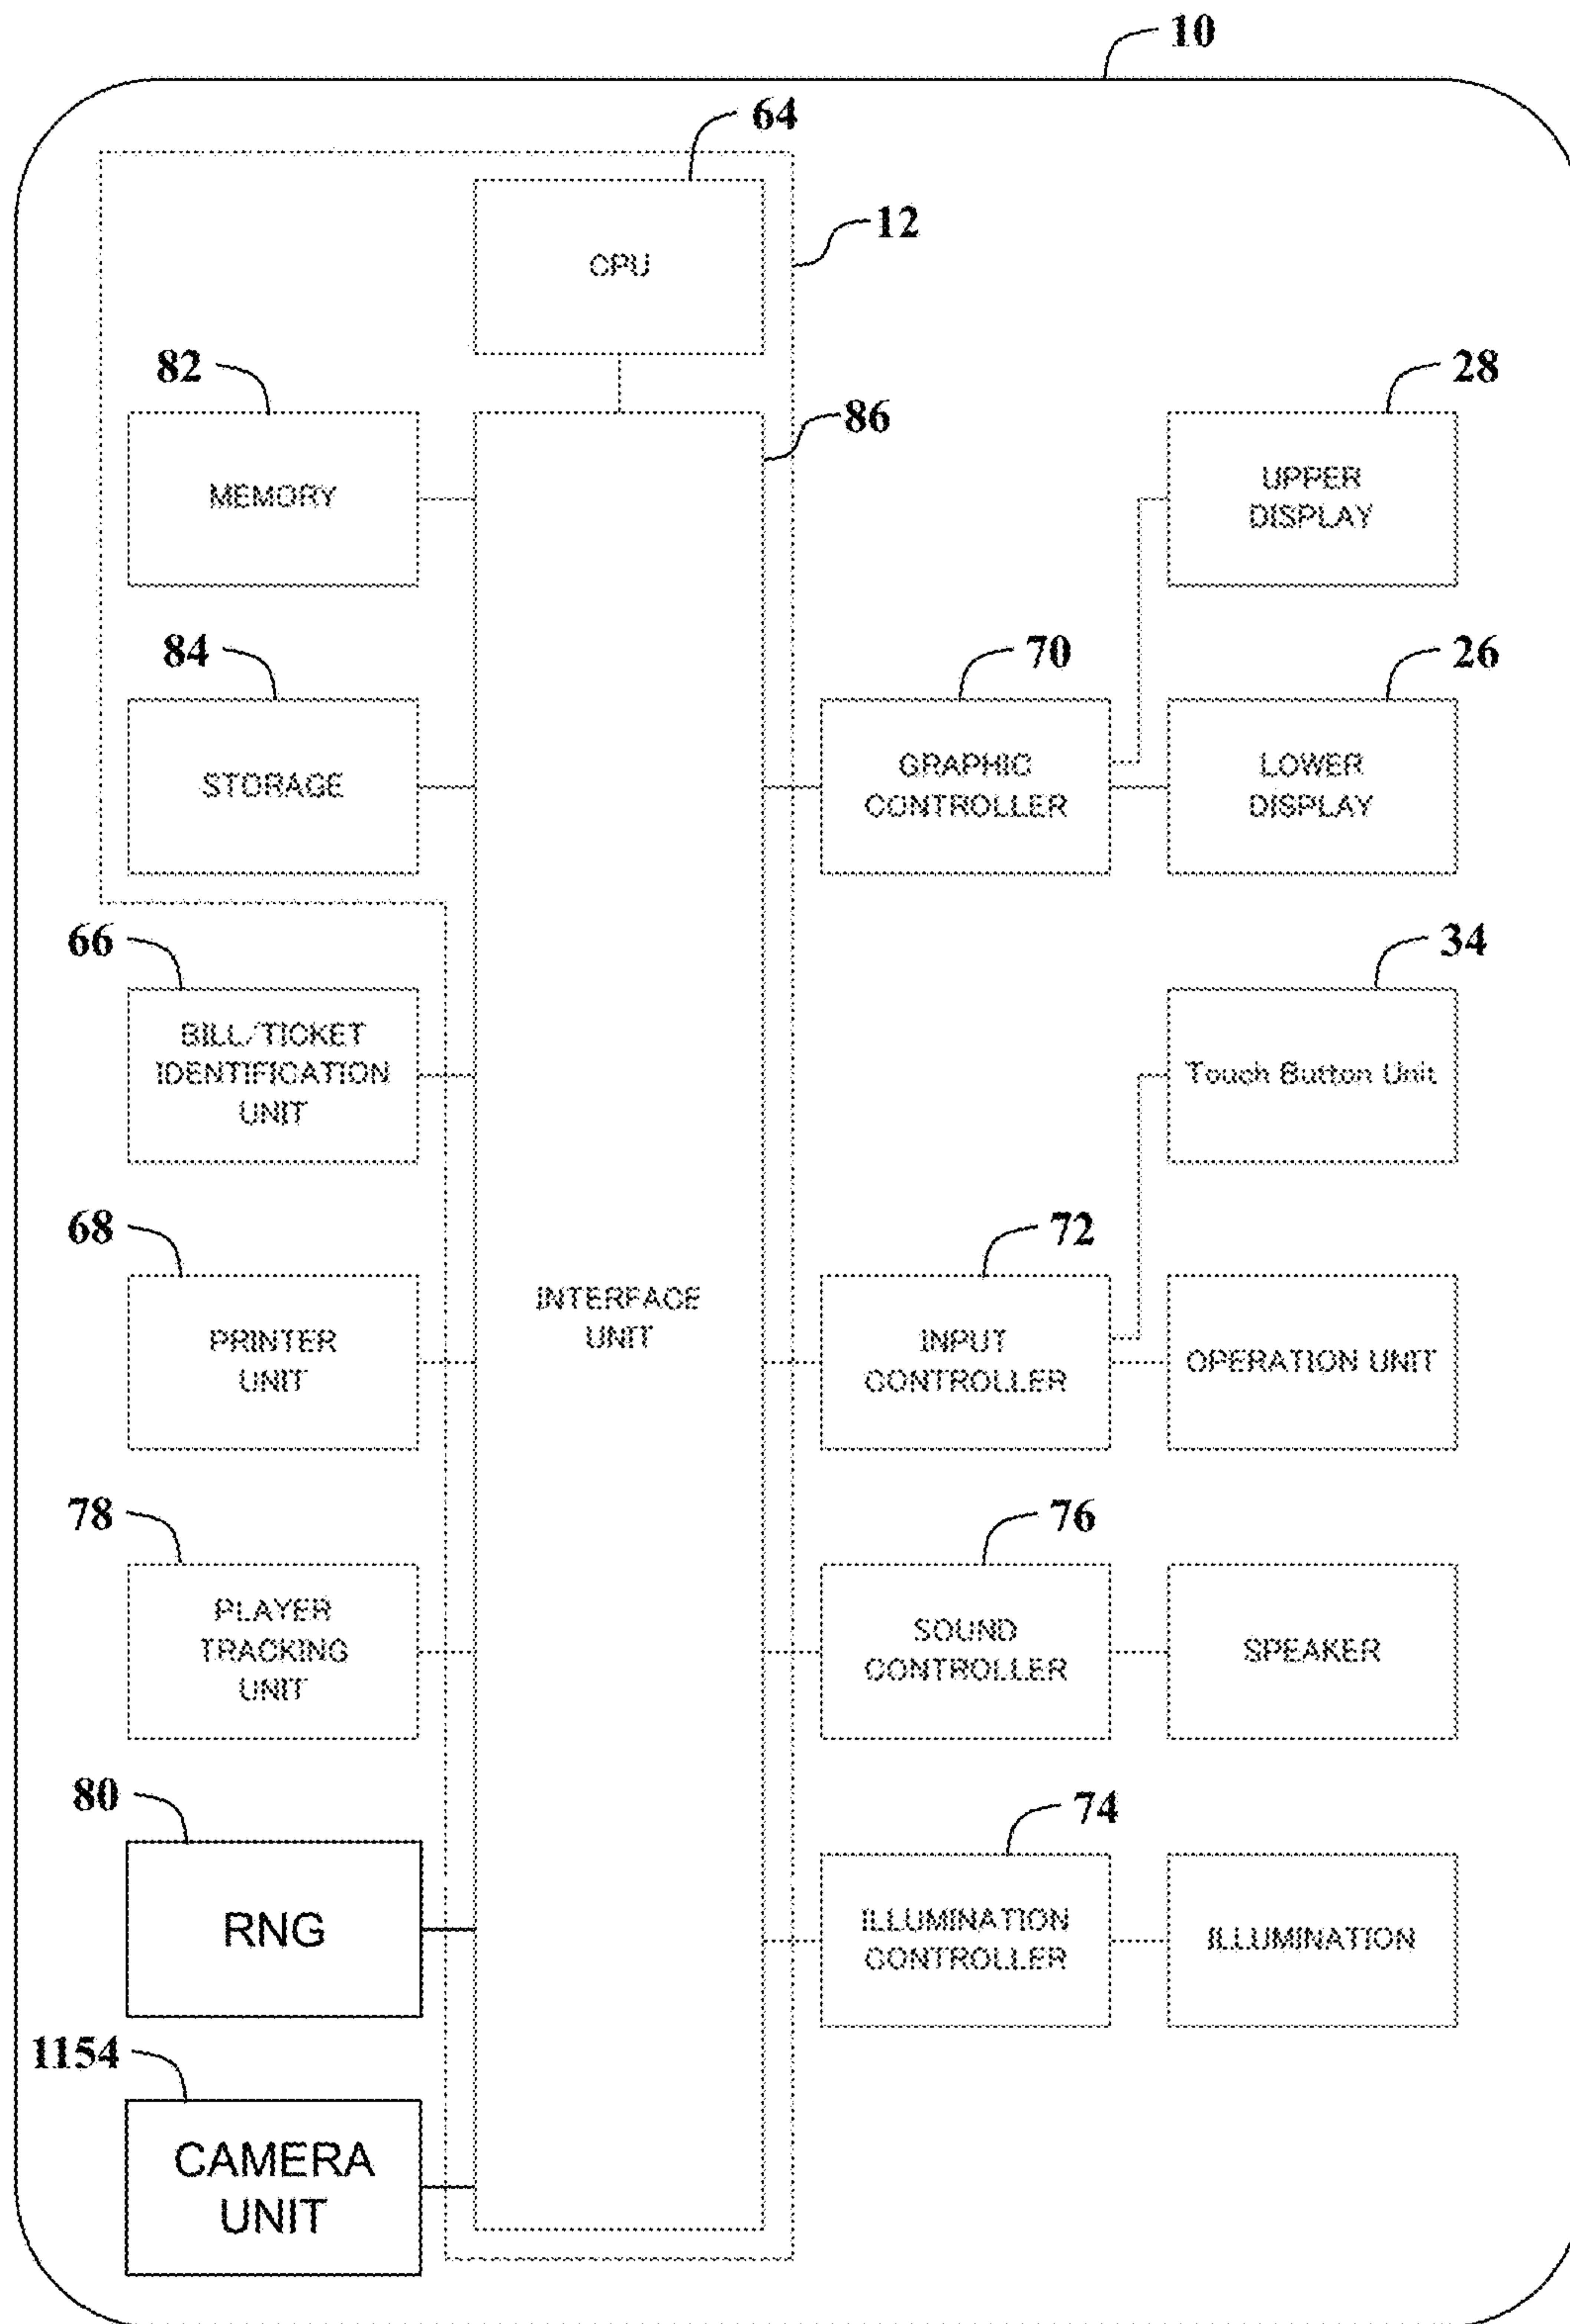 10
64
12
CPU
82
86
28
MEMORY
UPPER
DISPLAY
84
70
26
STORAGE
GRAPHIC
CONTROLLER
LOWER
DISPLAY
66
34
BILL/TICKET
IDENTIFICATION
UNIT
Touch Button Unit
68
72
INTERFACE
UNIT
PRINTER
UNIT
INPUT
CONTROLLER
OPERATION UNIT
78
76
PLAYER
TRACKING
UNIT
SOUND
CONTROLLER
SPEAKER
80
74
RNG
ILLUMINATION
CONTROLLER
ILLUMINATION
1154
CAMERA
UNIT